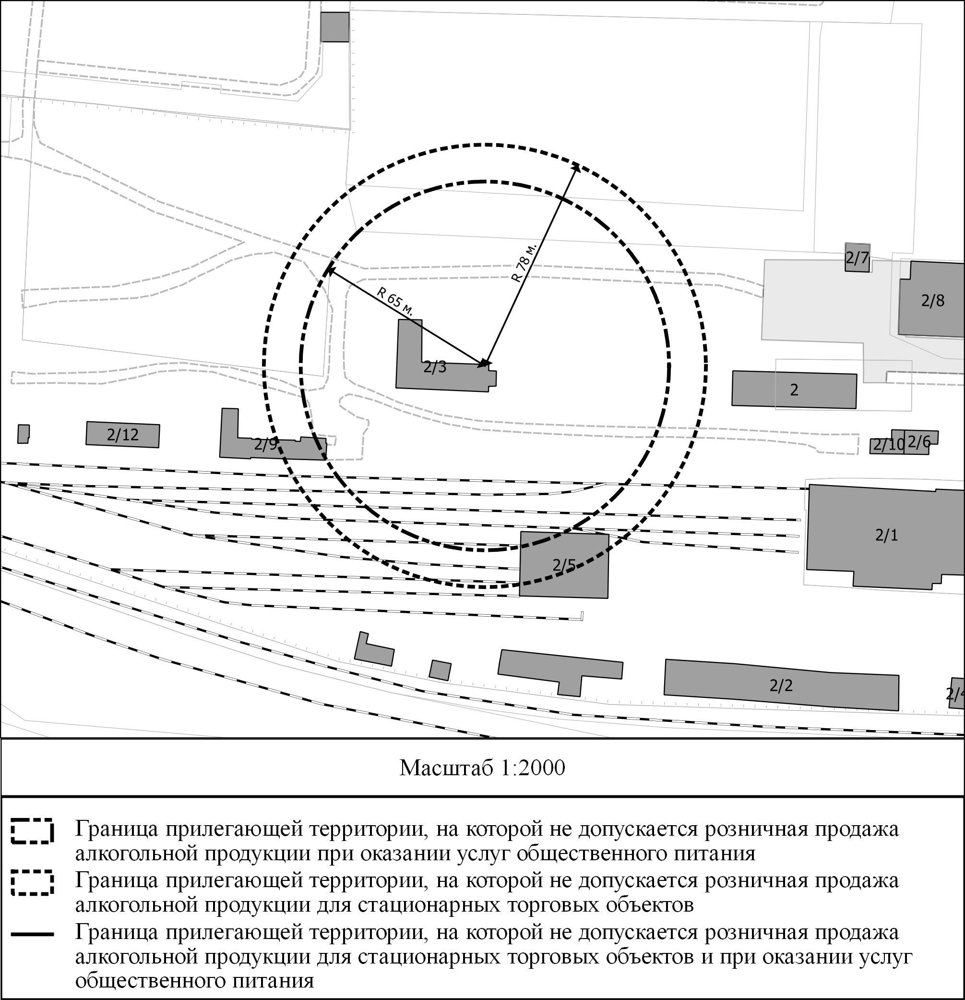 2/7
2/8
R 78 м.
R 65 м.
2/3
2
2/12
2/9
2/10
2/6
2/1
2/5
2/2
2/4
Масштаб 1:2000
Граница прилегающей территории, на которой не допускается розничная продажа
алкогольной продукции при оказании услуг общественного питания
Граница прилегающей территории, на которой не допускается розничная продажа
алкогольной продукции для стационарных торговых объектов
Граница прилегающей территории, на которой не допускается розничная продажа
алкогольной продукции для стационарных торговых объектов и при оказании услуг
общественного питания